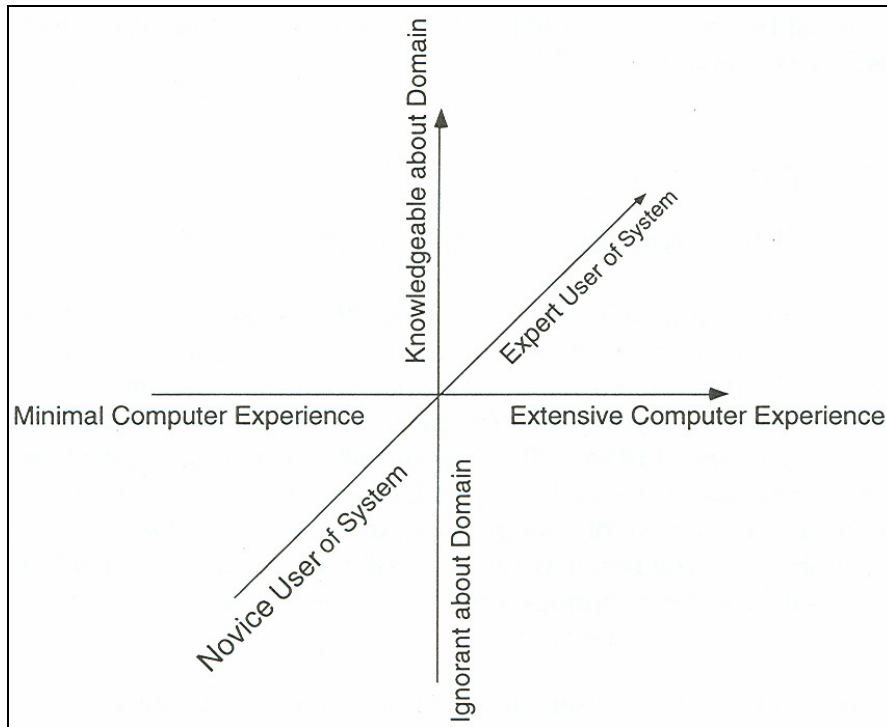 Knowledgeable about Domain
Expert User of System
Minimal Computer Experience
Extensive Computer Experience
Novice User of System
Ignorant about Domain